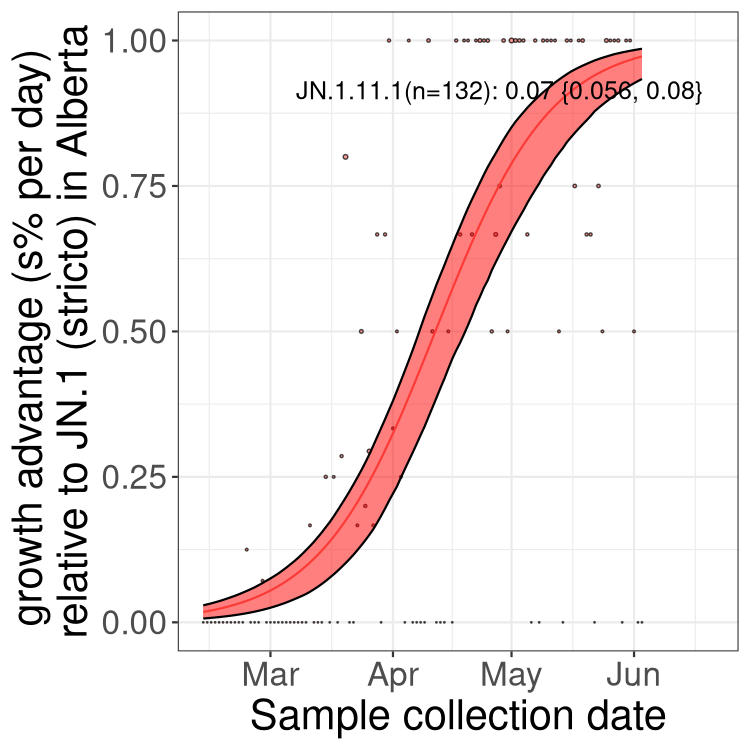 growth advantage (s% per day)
relative to JN.1 (stricto) in Alberta
1.00
0.75
0.50
0.25
0.00
JN.1.11.1(n=132): 0.07 {0.056, 0.08}
Mar Apr May Jun
Sample collection date